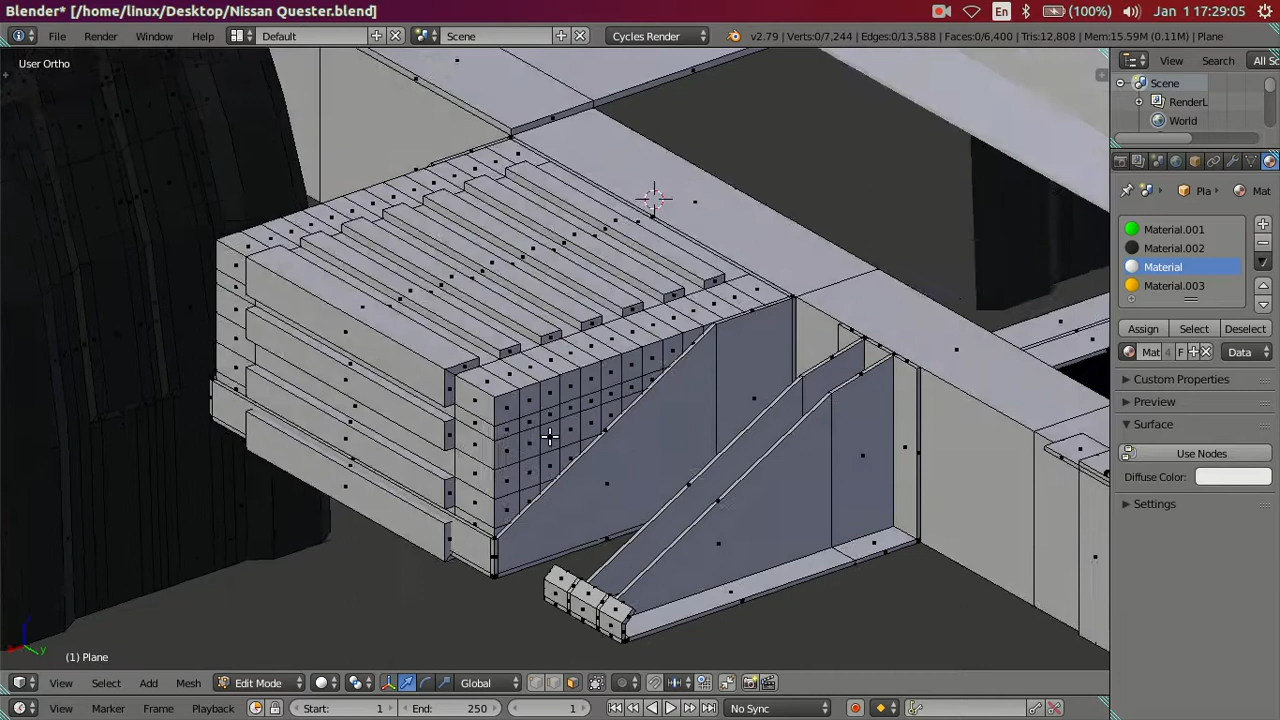 Blender* [/home/linux/Desktop/Nissan Quester.blend]
En (100%) Jan 1 17:29:05
File Render Window Help Default Scene Cycles Render v2.79 | Verts:0/7,244 | Edges:0/13,588 | Faces:0/6,400 | Tris:12,808 | Mem:15.59M (0.11M) | Plane
User Ortho
View Search All Sc
Scene
RenderL
World
Pla Mat
Material.001
Material.002
Material
Material.003
Assign Select Deselect
Mat 4 F Data
Custom Properties
Preview
Surface
Use Nodes
Diffuse Color:
Settings
z
x y
(1) Plane
View Select Add Mesh Edit Mode Global
View Marker Frame Playback Start: 1 End: 250 1 No Sync